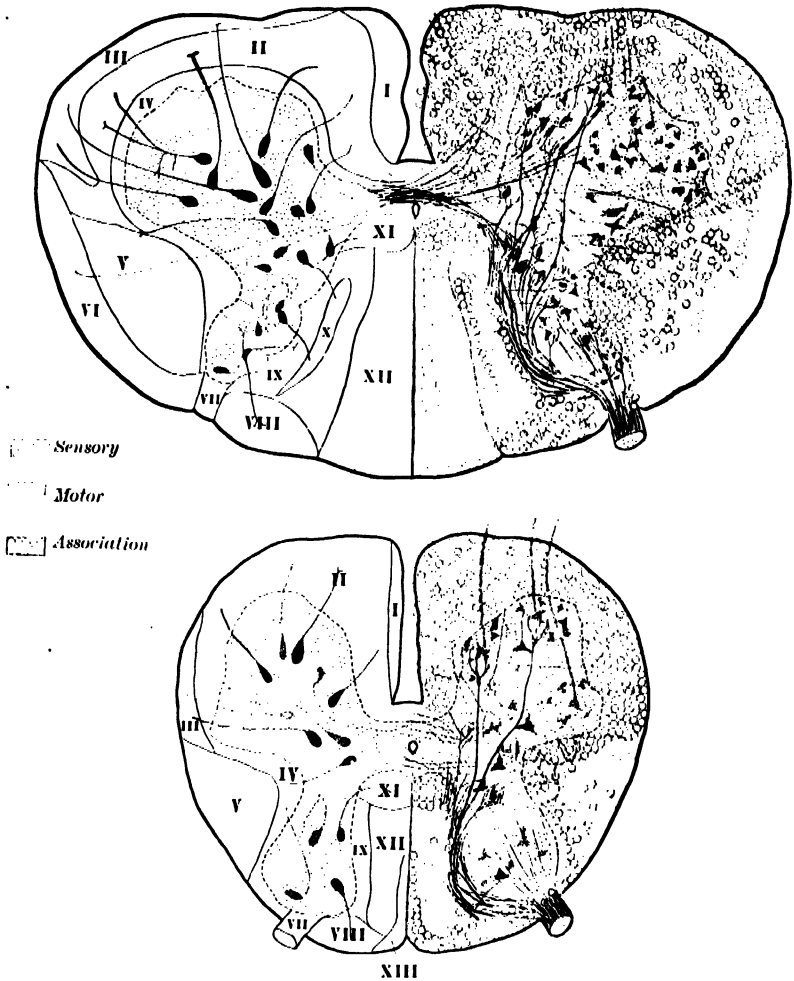 III
II
I
IV
XI
V
VI
X
IX
XII
VII
VIII
Sensory
Motor
Association
II
I
III
IV
XI
V
IX
XII
VII
VIII
XIII